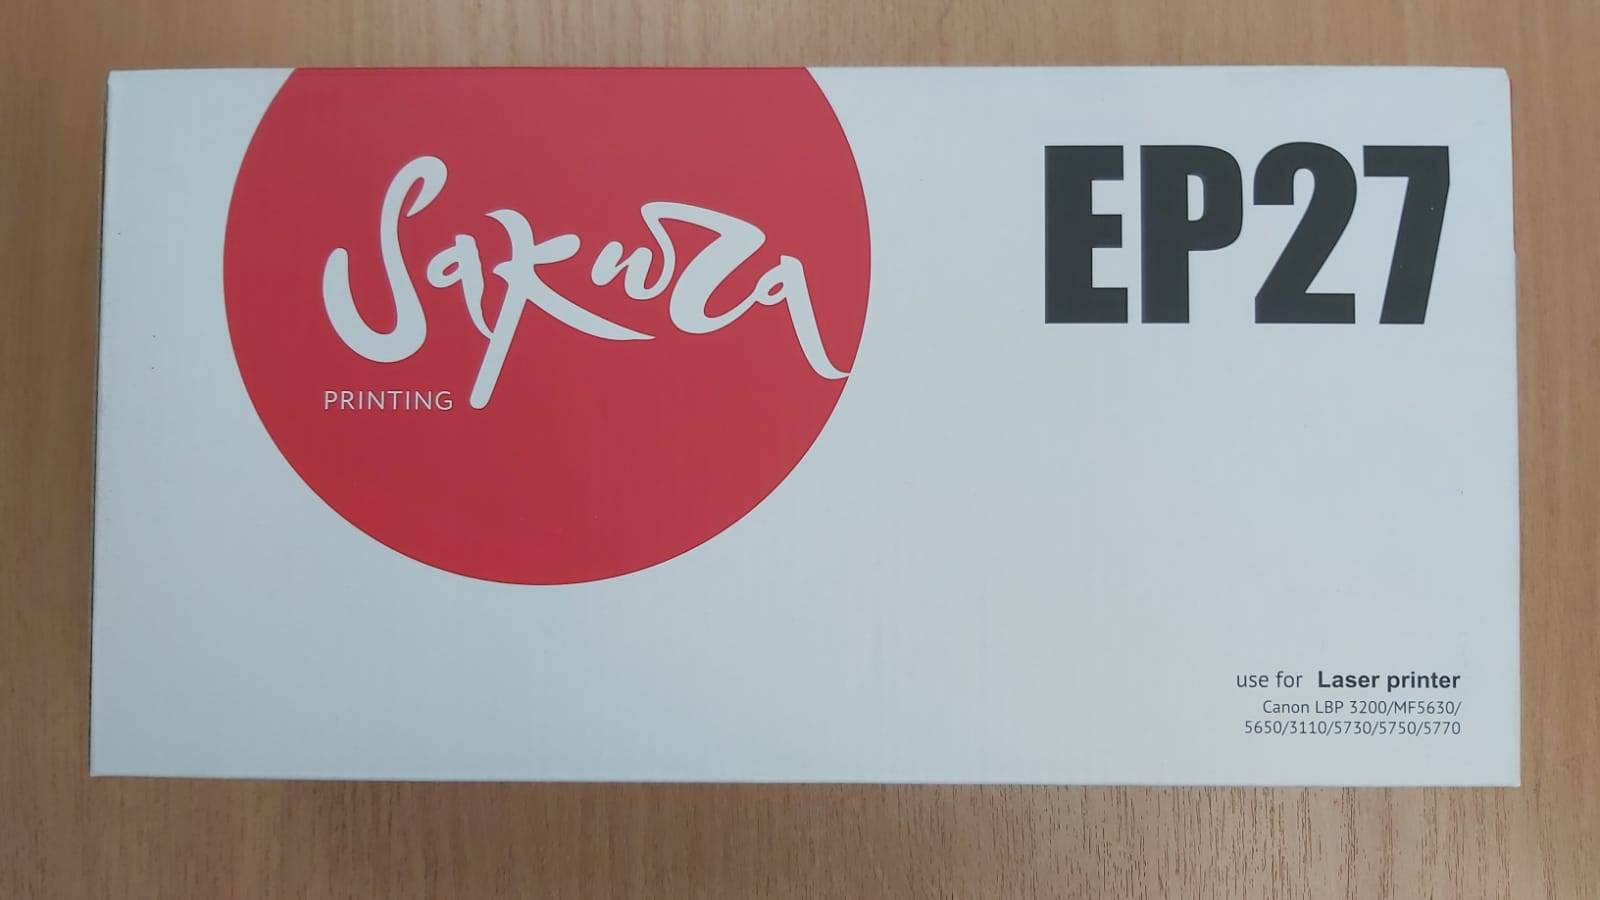 Sakura
PRINTING
EP27
use for Laser printer
Canon LBP 3200/MF5630/
5650/3110/5730/5750/5770